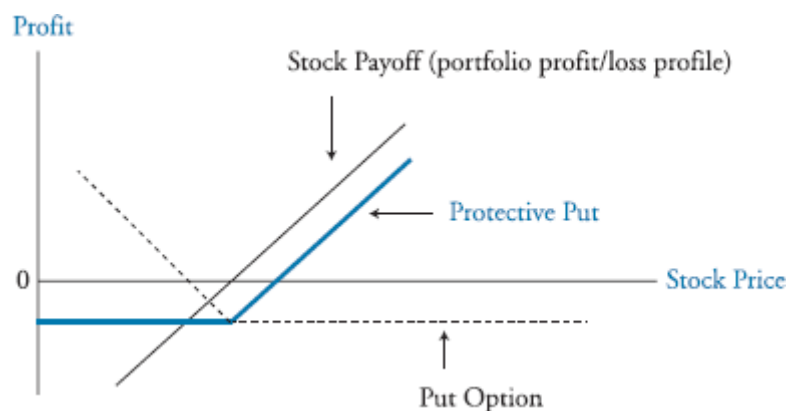 Profit
Stock Payoff (portfolio profit/loss profile)
Protective Put
0
Stock Price
Put Option